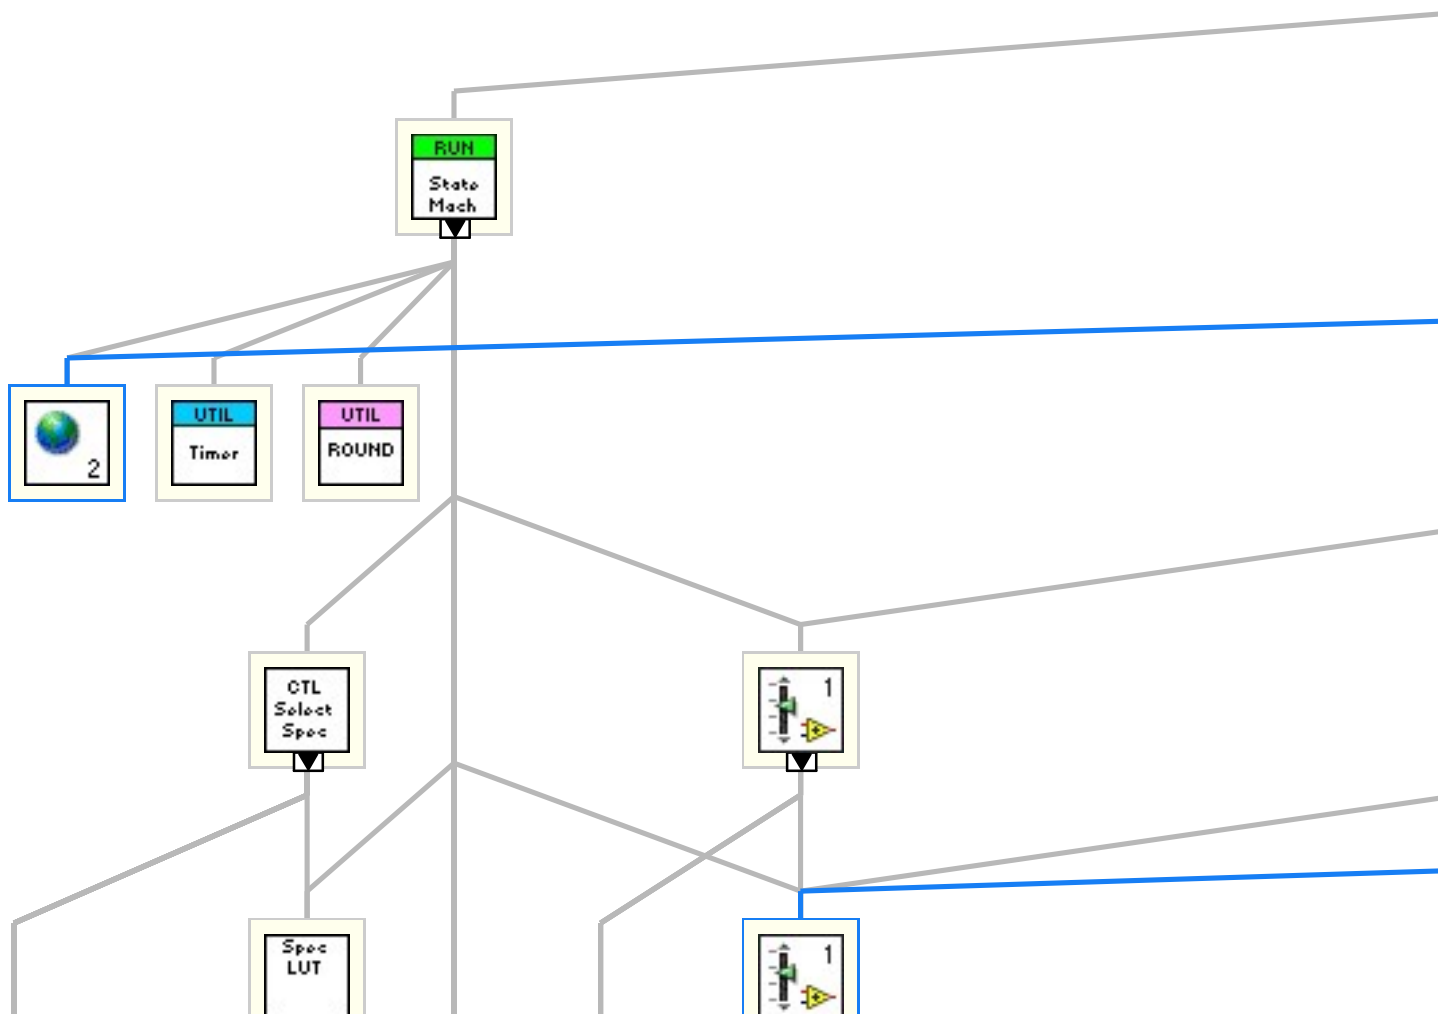 RUN
State
Mach
2
UTIL
Timer
UTIL
ROUND
CTL
Select
Spec
1
Spec
LUT
1